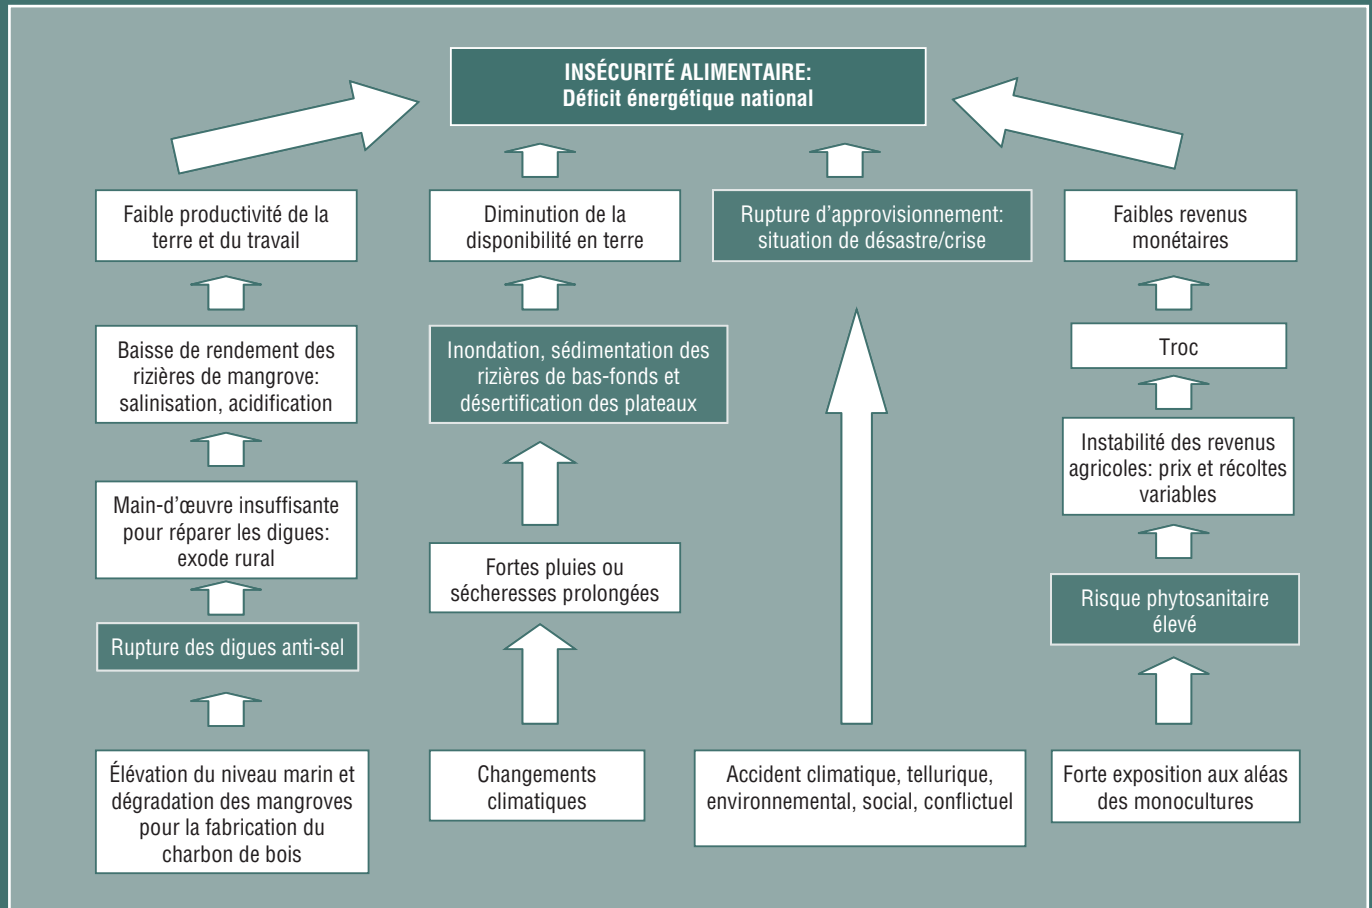 INSÉCURITÉ ALIMENTAIRE:
Déficit énergétique national
Faible productivité de la
terre et du travail
Diminution de la
disponibilité en terre
Rupture d'approvisionnement:
situation de désastre/crise
Faibles revenus
monétaires
Baisse de rendement des
rizières de mangrove:
salinisation, acidification
Inondation, sédimentation des
rizières de bas-fonds et
désertification des plateaux
Troc
Instabilité des revenus
agricoles: prix et récoltes
variables
Main-d'œuvre insuffisante
pour réparer les digues:
exode rural
Fortes pluies ou
sécheresses prolongées
Risque phytosanitaire
élevé
Rupture des digues anti-sel
Élévation du niveau marin et
dégradation des mangroves
pour la fabrication du
charbon de bois
Changements
climatiques
Accident climatique, tellurique,
environnemental, social, conflictuel
Forte exposition aux aléas
des monocultures